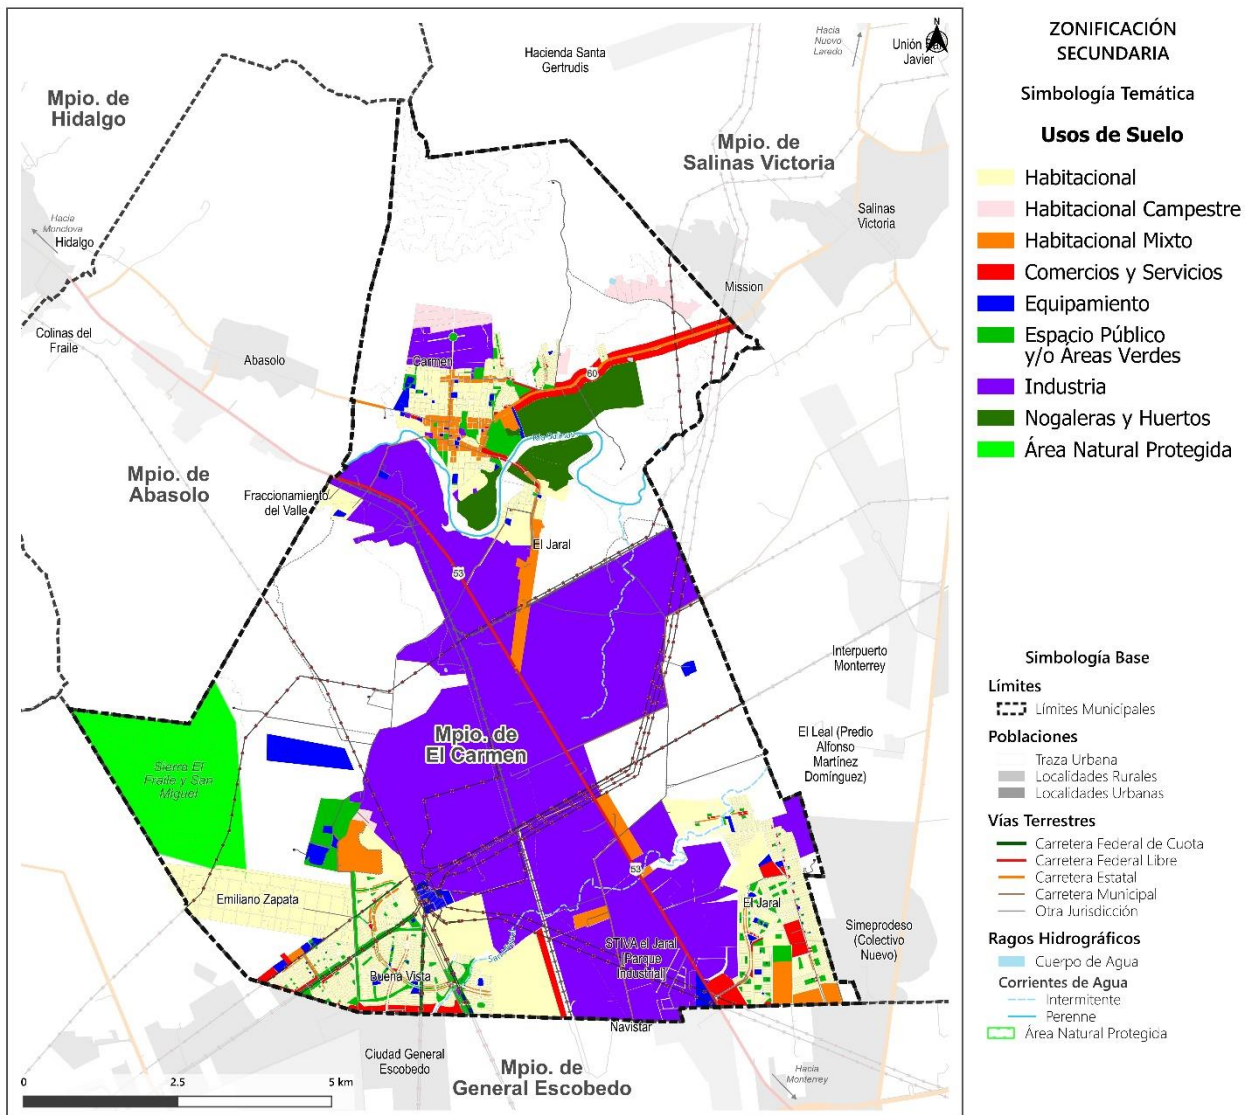 N
Hacia
Nuevo
Laredo
Unión
Javier
Hacienda Santa
Gertrudis
Mpio. de
Hidalgo
Mpio. de
Salinas Victoria
Salinas
Victoria
Hacia
Monclova
Hidalgo
Mission
Colinas del
Fraile
Abasolo
Carmen
60
Mpio. de
Abasolo
Fraccionamiento
del Valle
El Jaral
53
Interpuerto
Monterrey
Mpio. de
El Carmen
El Leal (Predio
Alfonso
Martínez
Domínguez)
Sierra El
Fraile y San
Miguel
53
Emiliano Zapata
El Jaral
Simeprodeso
(Colectivo
Nuevo)
STIVA el Jaral
(Parque
Industrial)
Buena Vista
Navistar
Ciudad General
Escobedo
Mpio. de
General Escobedo
Hacia
Monterrey
0 2.5 5 km
ZONIFICACIÓN
SECUNDARIA
Simbología Temática
Usos de Suelo
Habitacional
Habitacional Campestre
Habitacional Mixto
Comercios y Servicios
Equipamiento
Espacio Público
y/o Áreas Verdes
Industria
Nogaleras y Huertos
Área Natural Protegida
Simbología Base
Límites
Límites Municipales
Poblaciones
Traza Urbana
Localidades Rurales
Localidades Urbanas
Vías Terrestres
Carretera Federal de Cuota
Carretera Federal Libre
Carretera Estatal
Carretera Municipal
Otra Jurisdicción
Ragos Hidrográficos
Cuerpo de Agua
Corrientes de Agua
Intermitente
Perenne
Área Natural Protegida